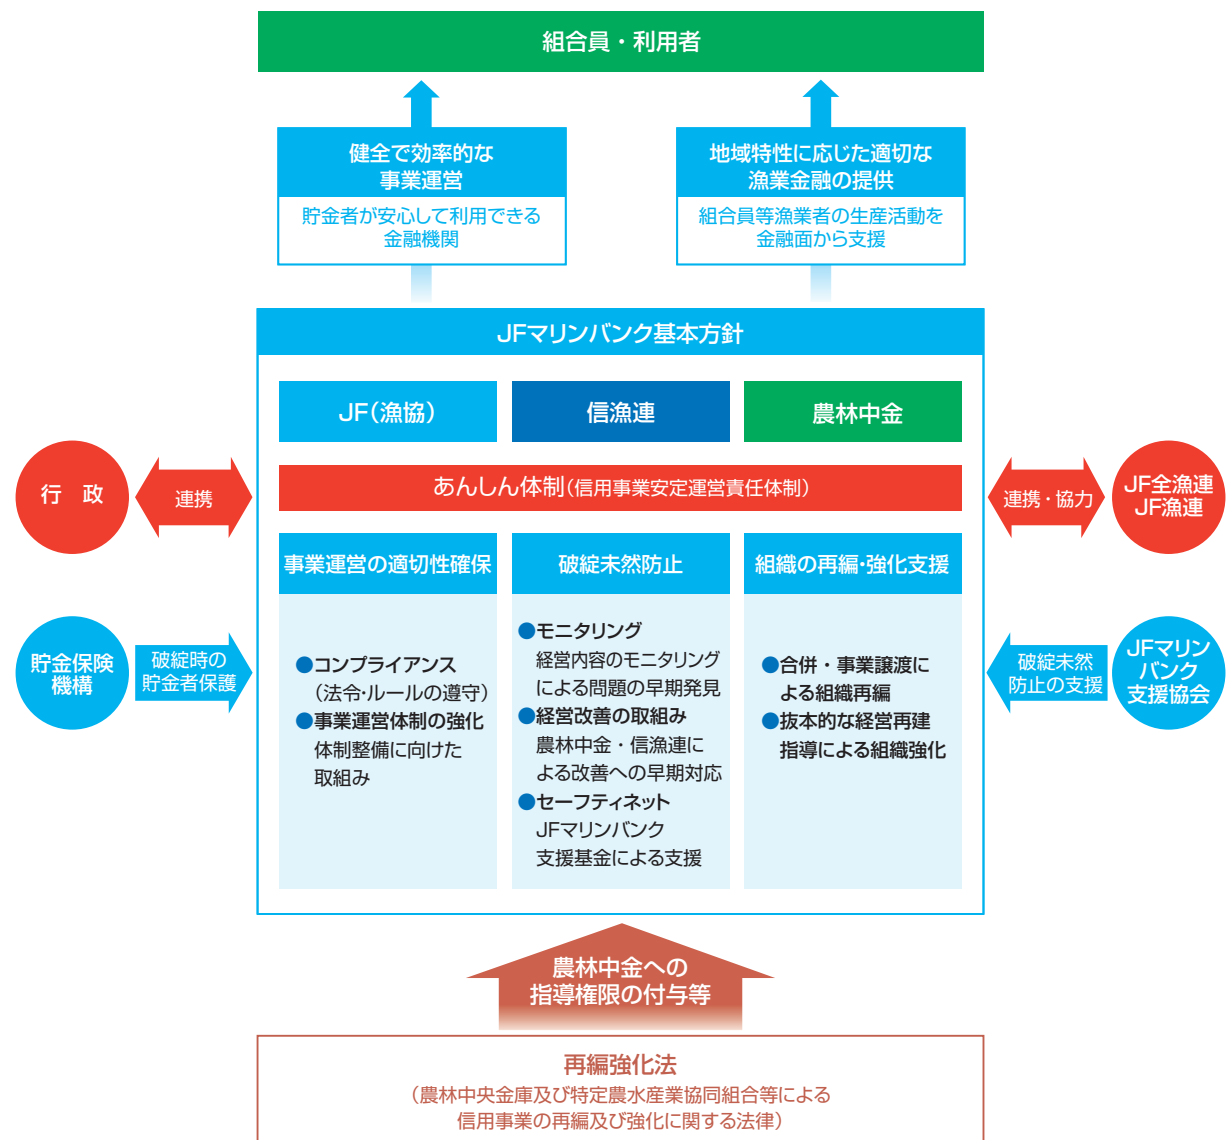 組合員・利用者
健全で効率的な
事業運営
貯金者が安心して利用できる
金融機関
地域特性に応じた適切な
漁業金融の提供
組合員等漁業者の生産活動を
金融面から支援
JFマリンバンク基本方針
JF(漁協)
信漁連
農林中金
あんしん体制(信用事業安定運営責任体制)
行 政
連携
連携・協力
JF全漁連
JF漁連
貯金保険
機構
破綻時の
貯金者保護
破綻未然
防止の支援
JFマリン
バンク
支援協会
事業運営の適切性確保
●コンプライアンス
(法令・ルールの遵守)
●事業運営体制の強化
体制整備に向けた
取組み
破綻未然防止
●モニタリング
経営内容のモニタリング
による問題の早期発見
●経営改善の取組み
農林中金・信漁連に
よる改善への早期対応
●セーフティネット
JFマリンバンク
支援基金による支援
組織の再編・強化支援
●合併・事業譲渡に
よる組織再編
●抜本的な経営再建
指導による組織強化
農林中金への
指導権限の付与等
再編強化法
(農林中央金庫及び特定農水産業協同組合等による
信用事業の再編及び強化に関する法律)